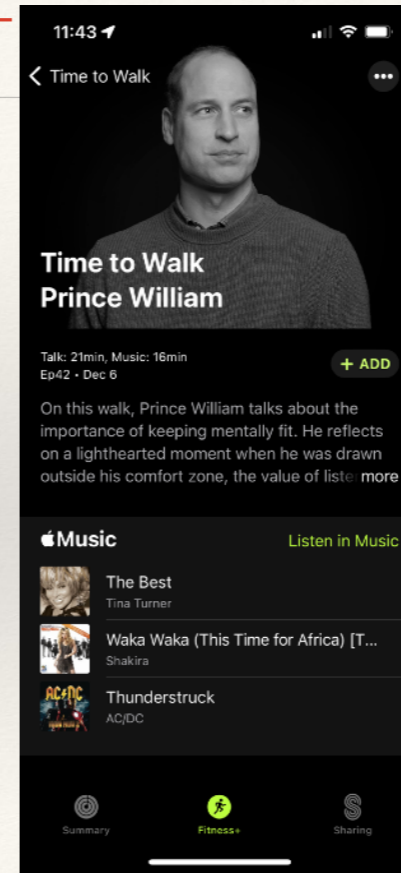 11:43
Time to Walk
Time to Walk
Prince William
Talk: 21min, Music: 16min
Ep42 • Dec 6
+ ADD
On this walk, Prince William talks about the
importance of keeping mentally fit. He reflects
on a lighthearted moment when he was drawn
outside his comfort zone, the value of liste more
Music
Listen in Music
The Best
Tina Turner
Waka Waka (This Time for Africa) [T...
Shakira
Thunderstruck
AC/DC
AC/DC
Summary
Fitness+
Sharing